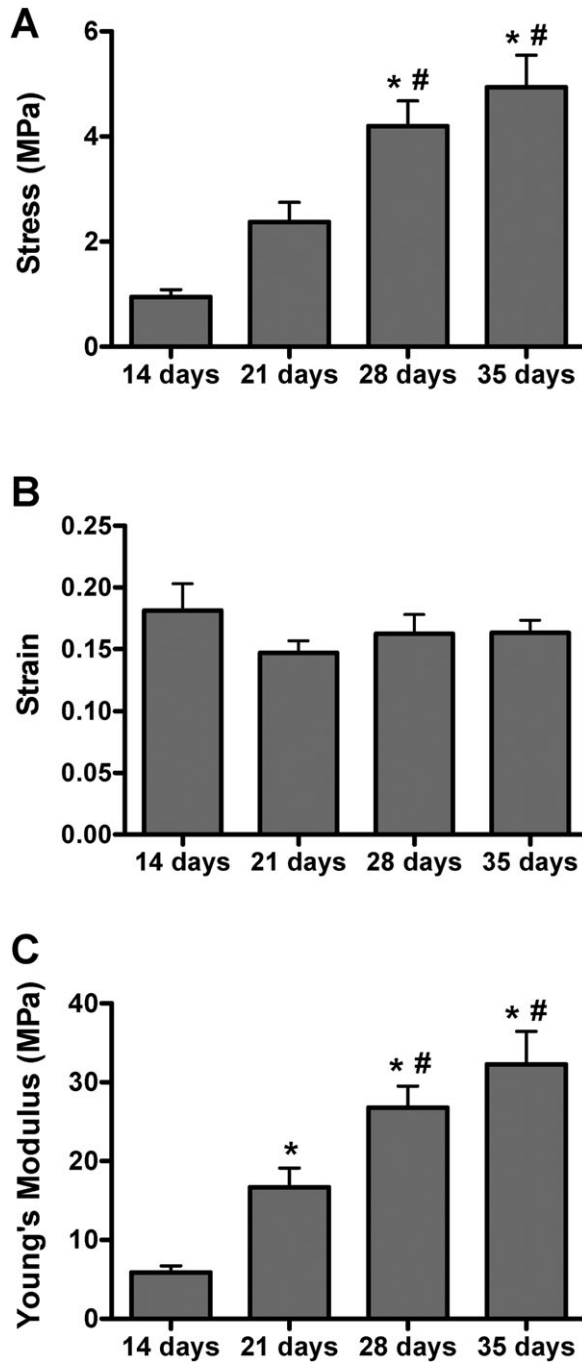 A
Stress (MPa)
6
4
2
0
* #
* #
14 days 21 days 28 days 35 days
B
Strain
0.25
0.20
0.15
0.10
0.05
0.00
14 days 21 days 28 days 35 days
C
Young's Modulus (MPa)
40
30
20
10
0
*
* #
* #
14 days 21 days 28 days 35 days